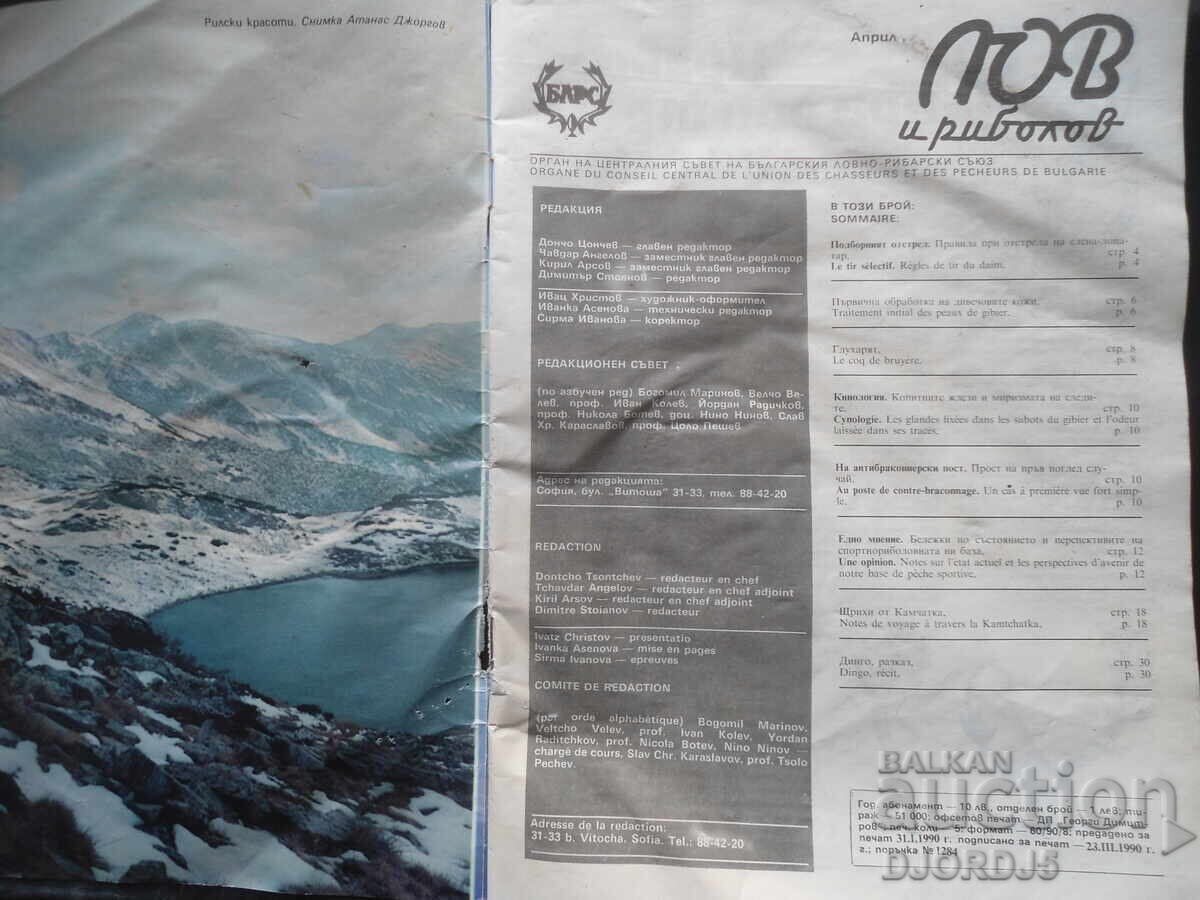 Рилски красоти. Снимка Атанас Джоргов
Април
ЛОВ
и риболов
БЛРС
ОРГАН НА ЦЕНТРАЛНИЯ СЪВЕТ НА БЪЛГАРСКИЯ ЛОВНО-РИБАРСКИ СЪЮЗ
ORGANE DU CONSEIL CENTRAL DE L'UNION DES CHASSEURS ET DES PECHEURS DE BULGARIE
РЕДАКЦИЯ
Дончо Цончев — главен редактор
Чавдар Ангелов — заместник главен редактор
Кирил Арсов — заместник главен редактор
Димитър Стоянов — редактор
Ивац Христов — художник-оформител
Иванка Асенова — технически редактор
Сирма Иванова — коректор
РЕДАКЦИОНЕН СЪВЕТ :
(по азбучен ред) Богомил Маринов, Велчо Ве-
лев, проф. Иван Колев, Йордан Радичков,
проф. Никола Ботев, доц. Нино Нинов, Слав
Хр. Караславов, проф. Цоло Пешев
Адрес на редакцията:
София, бул. „Витоша" 31-33, тел. 88-42-20
REDACTION
Dontcho Tsontchev — redacteur en chef
Tchavdar Angelov — redacteur en chef adjoint
Kiril Arsov — redacteur en chef adjoint
Dimitre Stoianov — redacteur
Ivatz Christov — presentatio
Ivanka Asenova — mise en pages
Sirma Ivanova — epreuves
COMITE DE REDACTION
(par orde alphabétique) Bogomil Marinov,
Veltcho Velev, prof. Ivan Kolev, Yordan
Raditchkov, prof. Nicola Botev, Nino Ninov —
chargé de cours, Slav Chr. Karaslavov, prof. Tsolo
Pechev.
Adresse de la redaction:
31-33 b. Vitocha. Sofia. Tel.: 88-42-20
В ТОЗИ БРОЙ:
SOMMAIRE:
Подборният отстрел. Правила при отстрела на елена-лопа-
тар. стр. 4
Le tir sélectif. Règles de tir du daim. p. 4
Първична обработка на дивечовите кожи. стр. 6
Traitement initial des peaux de gibier. p. 6
Глухарят. стр. 8
Le coq de bruyère. p. 8
Кинология. Копитните жлези и миризмата на следи-
те. стр. 10
Cynologie. Les glandes fixées dans les sabots du gibier et l'odeur
laissée dans ses traces. p. 10
На антибракониерски пост. Прост на пръв поглед слу-
чай. стр. 10
Au poste de contre-braconnage. Un cas à première vue fort simp-
le. p. 10
Едно мнение. Бележки по състоянието и перспективите на
спортнориболовната ни база. стр. 12
Une opinion. Notes sur l'état actuel et les perspectives d'avenir de
notre base de pêche sportive. p. 12
Щрихи от Камчатка. стр. 18
Notes de voyage à travers la Kamtchatka. p. 18
Динго, разказ. стр. 30
Dingo, récit. p. 30
BALKAN
auction
Год. абонамент — 10 лв., отделен брой — 1 лев; ти-
раж — 51 000; офсетов печат — ДП „Георги Димит-
ров"; печ. коли — 5; формат — 60/90/8; предадено за
печат 31.I.1990 г. подписано за печат — 23.III.1990
г.; поръчка № 1284
DJORDJ5